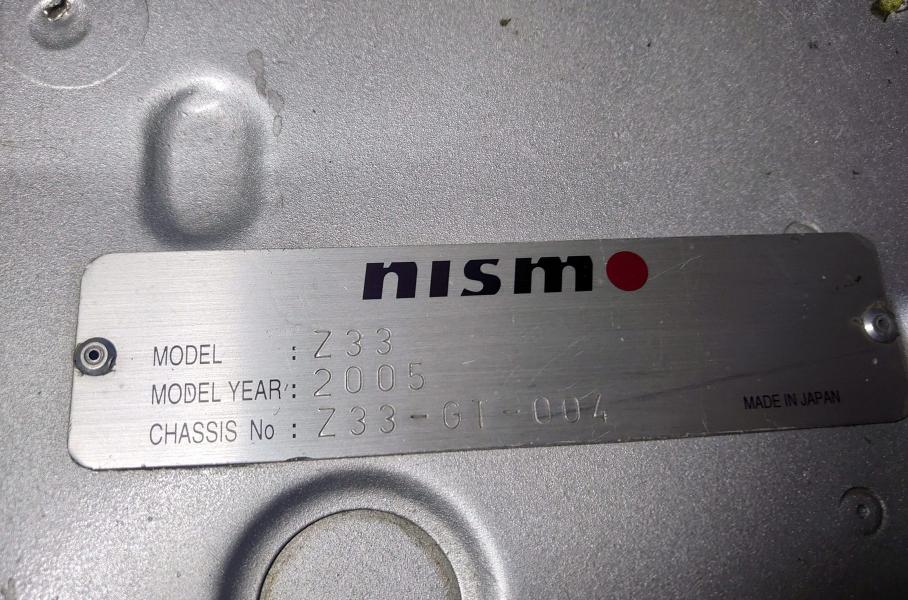 nismo
MODEL : Z33
MODEL YEAR : 2005
CHASSIS No : Z33-GT-004
MADE IN JAPAN